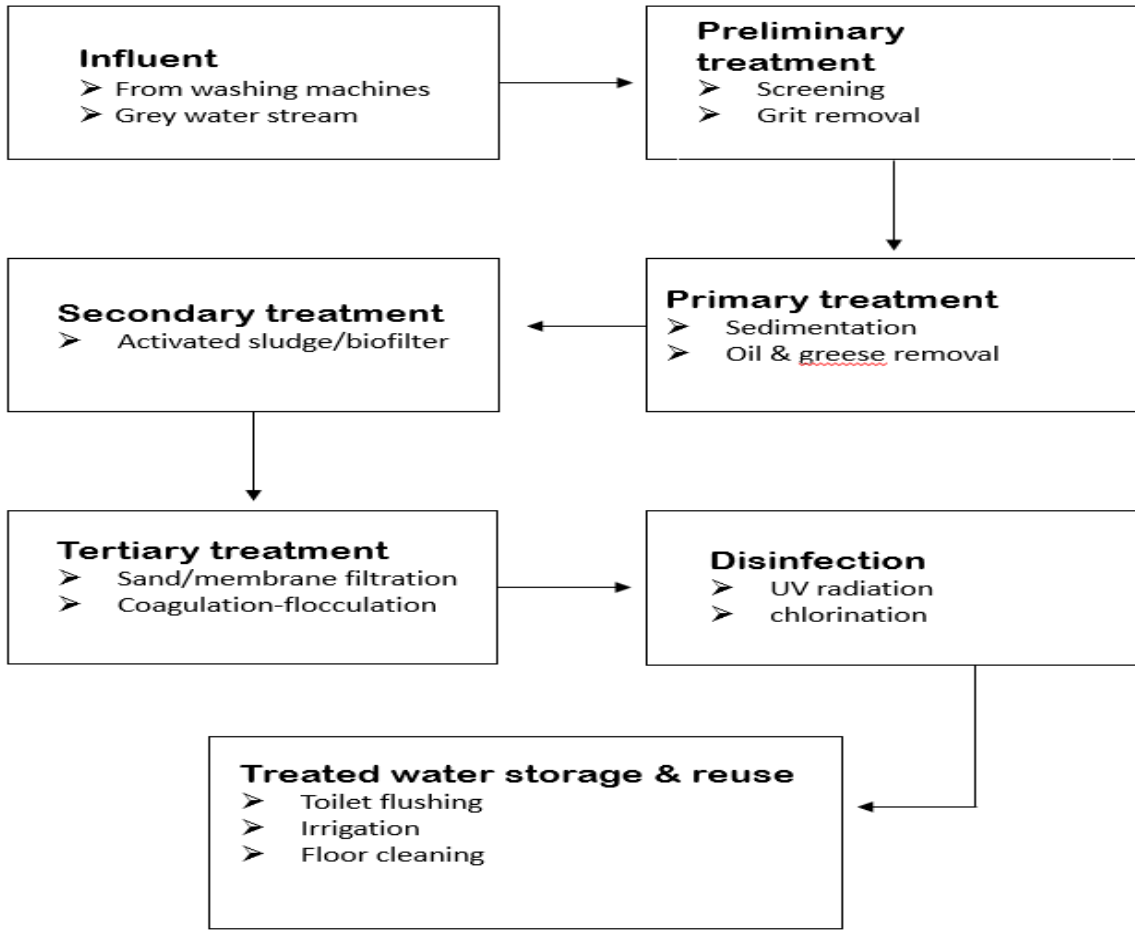 Influent
➢ From washing machines
➢ Grey water stream
Preliminary
treatment
➢ Screening
➢ Grit removal
Primary treatment
➢ Sedimentation
➢ Oil & greese removal
Secondary treatment
➢ Activated sludge/biofilter
Tertiary treatment
➢ Sand/membrane filtration
➢ Coagulation-flocculation
Disinfection
➢ UV radiation
➢ chlorination
Treated water storage & reuse
➢ Toilet flushing
➢ Irrigation
➢ Floor cleaning